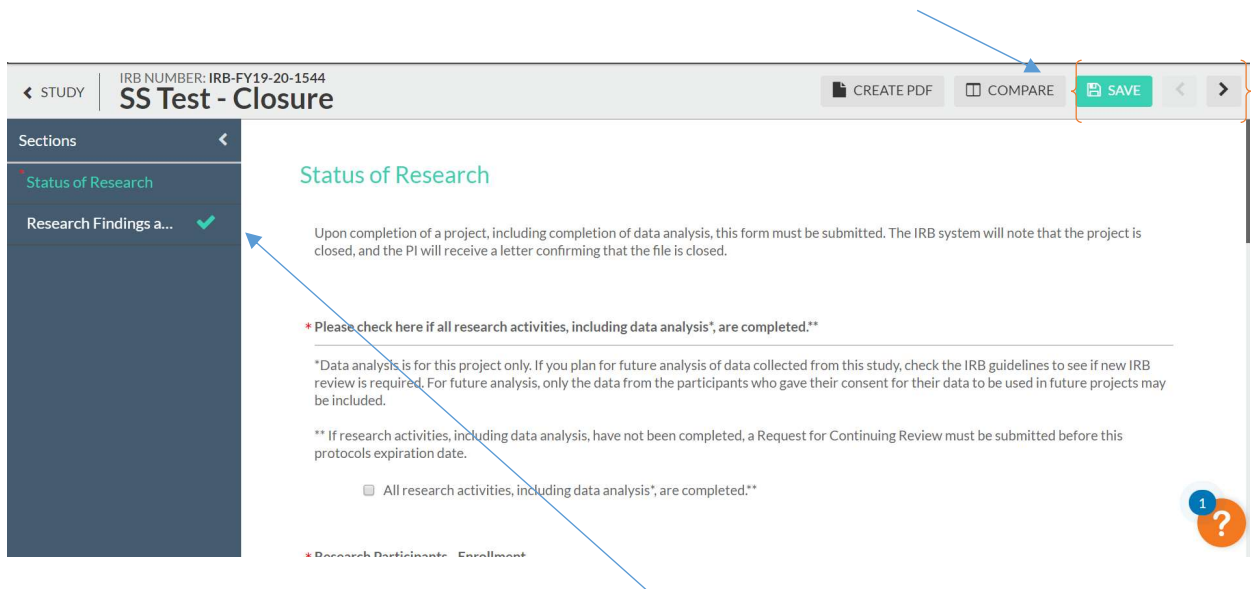 STUDY
IRB NUMBER: IRB-FY19-20-1544
SS Test - Closure
CREATE PDF
COMPARE
SAVE
Sections
* Status of Research
Research Findings a...
Status of Research
Upon completion of a project, including completion of data analysis, this form must be submitted. The IRB system will note that the project is
closed, and the PI will receive a letter confirming that the file is closed.
* Please check here if all research activities, including data analysis*, are completed.**
*Data analysis is for this project only. If you plan for future analysis of data collected from this study, check the IRB guidelines to see if new IRB
review is required. For future analysis, only the data from the participants who gave their consent for their data to be used in future projects may
be included.
** If research activities, including data analysis, have not been completed, a Request for Continuing Review must be submitted before this
protocols expiration date.
All research activities, including data analysis*, are completed.**
* Research Participants - Enrollment
1
?